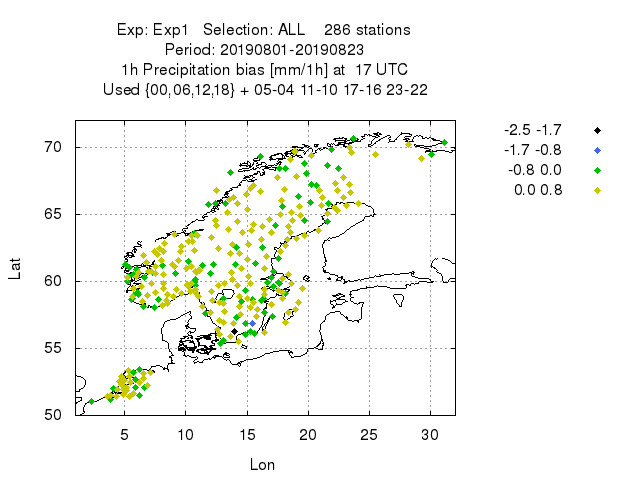 Exp: Exp1   Selection: ALL    286 stations
Period: 20190801-20190823
1h Precipitation bias [mm/1h] at  17 UTC
Used {00,06,12,18} + 05-04 11-10 17-16 23-22
-2.5 -1.7
-1.7 -0.8
-0.8 0.0
0.0 0.8
70
65
60
55
50
Lat
5 10 15 20 25 30
Lon